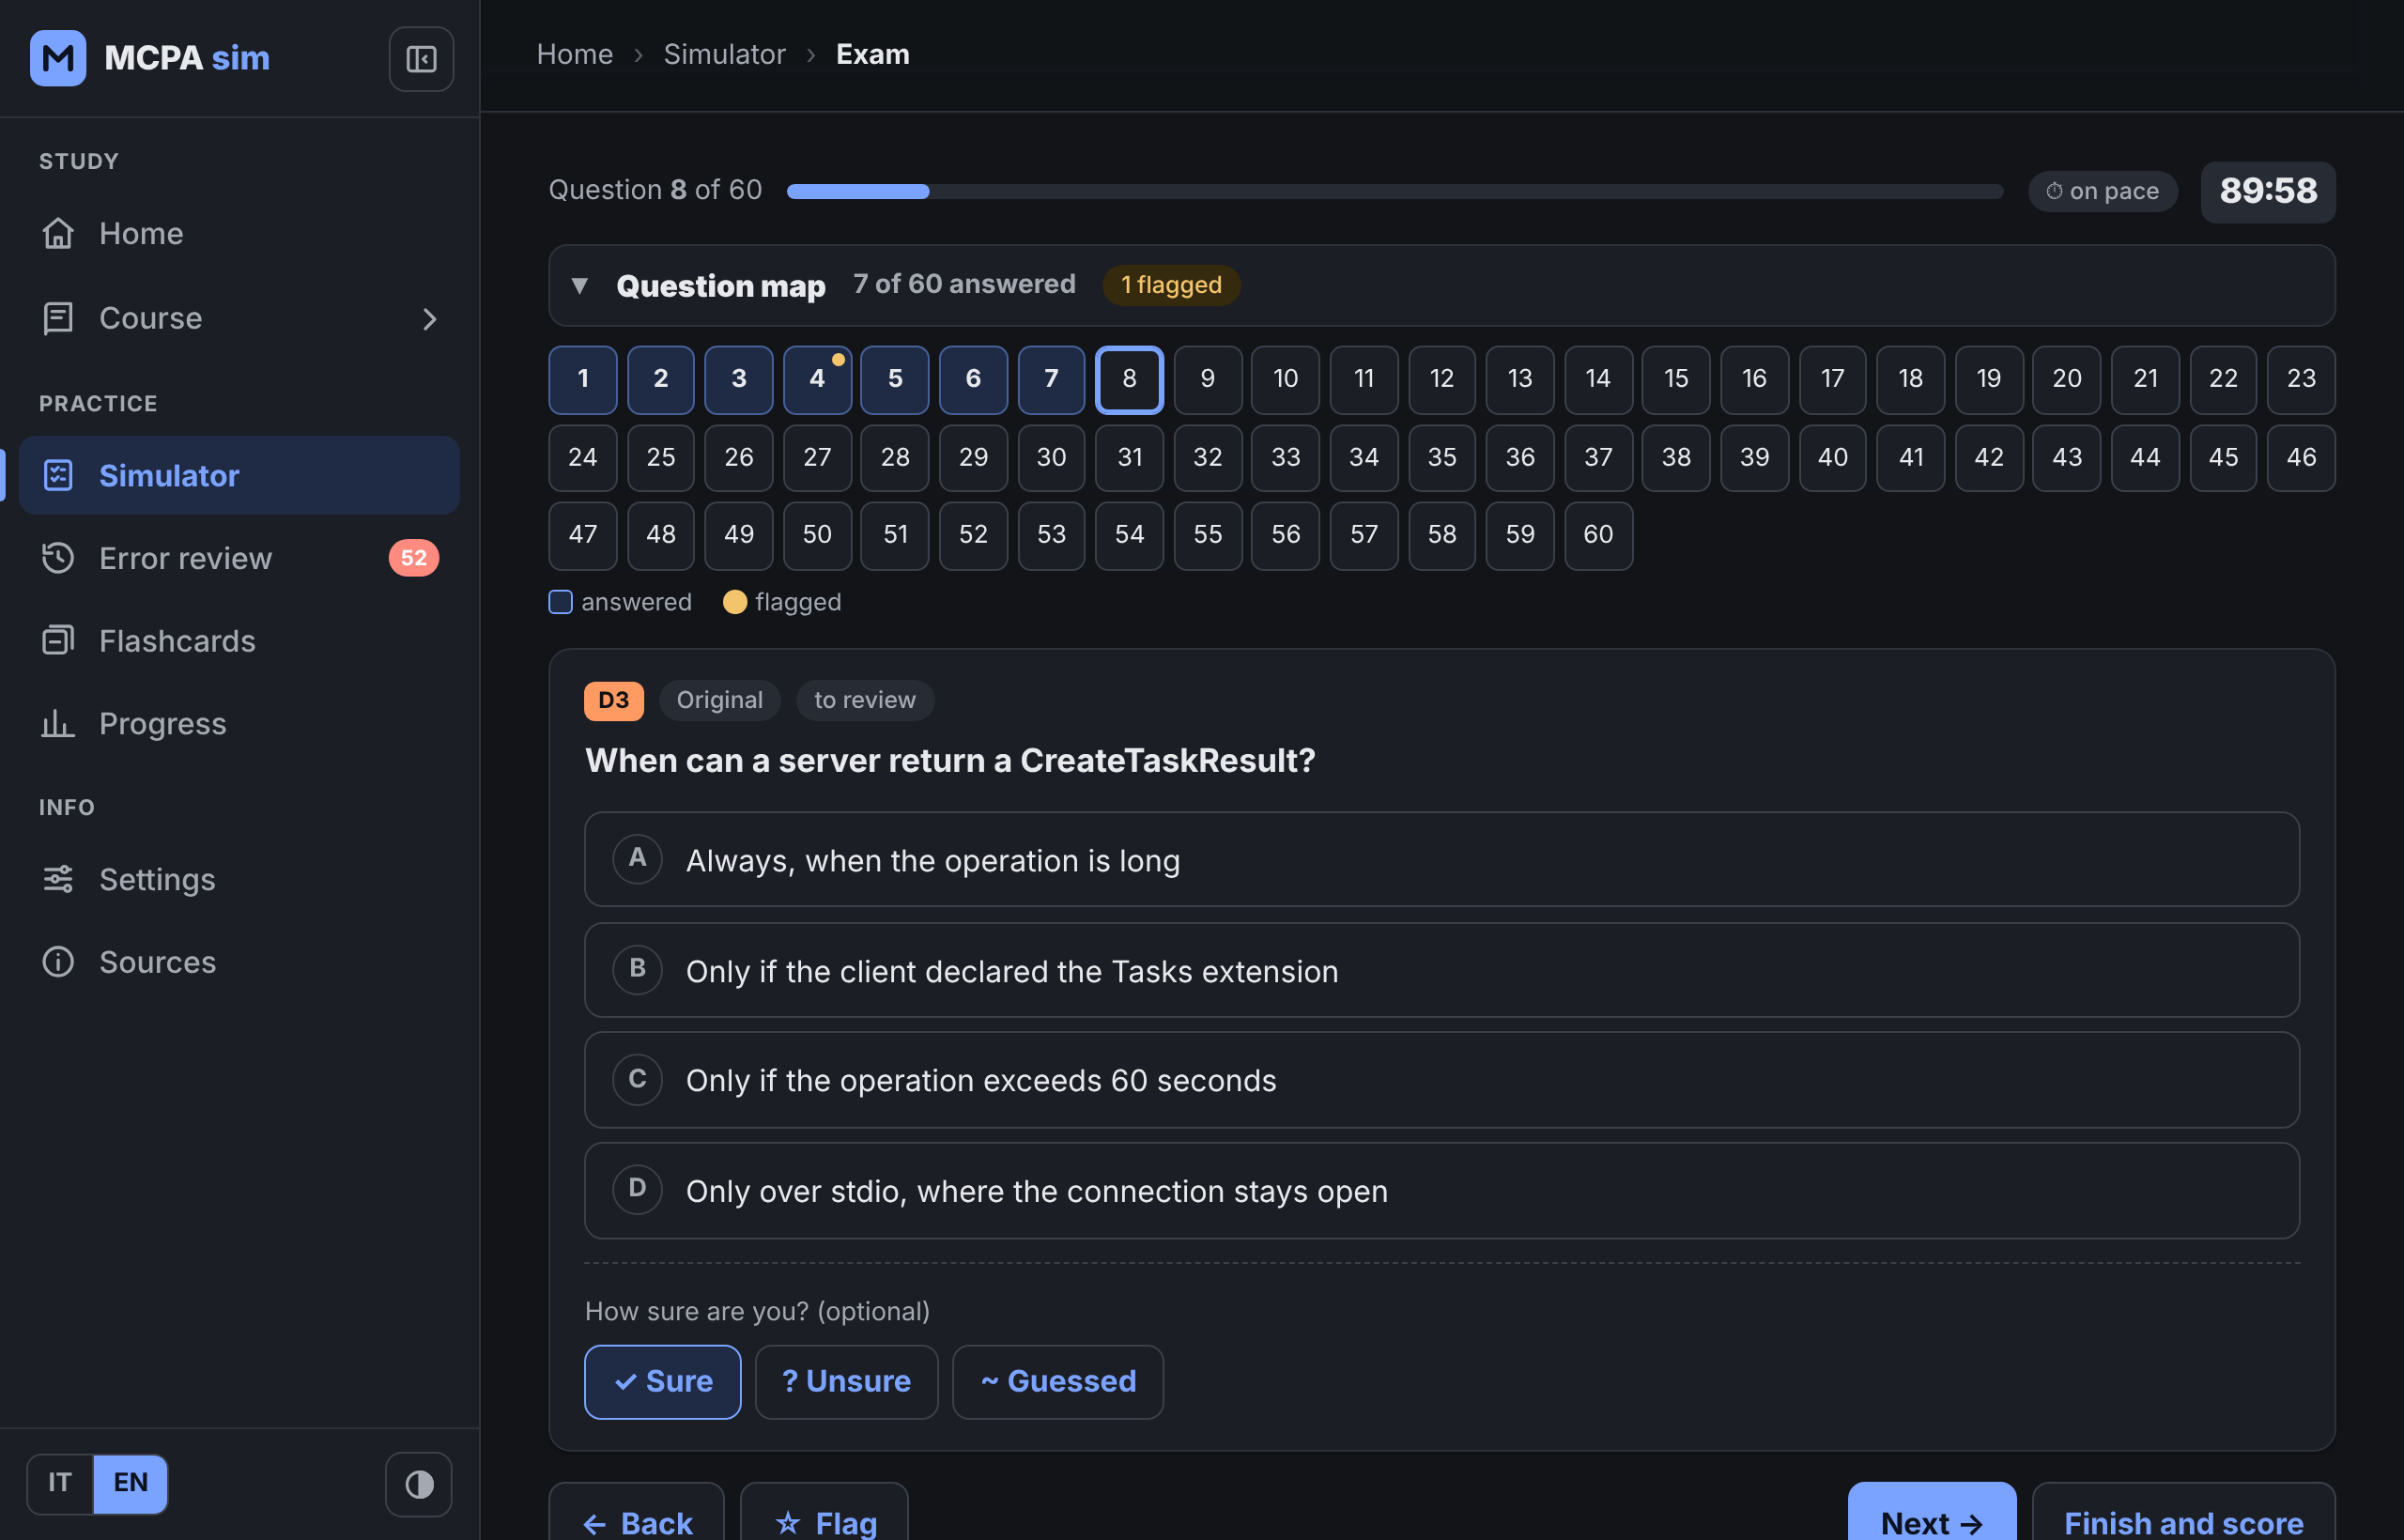 MCPA sim
STUDY
Home
Course
PRACTICE
Simulator
Error review 52
Flashcards
Progress
INFO
Settings
Sources
IT EN
Home › Simulator › Exam
Question 8 of 60 on pace 89:58
▼ Question map 7 of 60 answered 1 flagged
1 2 3 4 5 6 7 8 9 10 11 12 13 14 15 16 17 18 19 20 21 22 23
24 25 26 27 28 29 30 31 32 33 34 35 36 37 38 39 40 41 42 43 44 45 46
47 48 49 50 51 52 53 54 55 56 57 58 59 60
answered flagged
D3 Original to review
When can a server return a CreateTaskResult?
A Always, when the operation is long
B Only if the client declared the Tasks extension
C Only if the operation exceeds 60 seconds
D Only over stdio, where the connection stays open
How sure are you? (optional)
✓ Sure ? Unsure ~ Guessed
← Back ☆ Flag Next → Finish and score